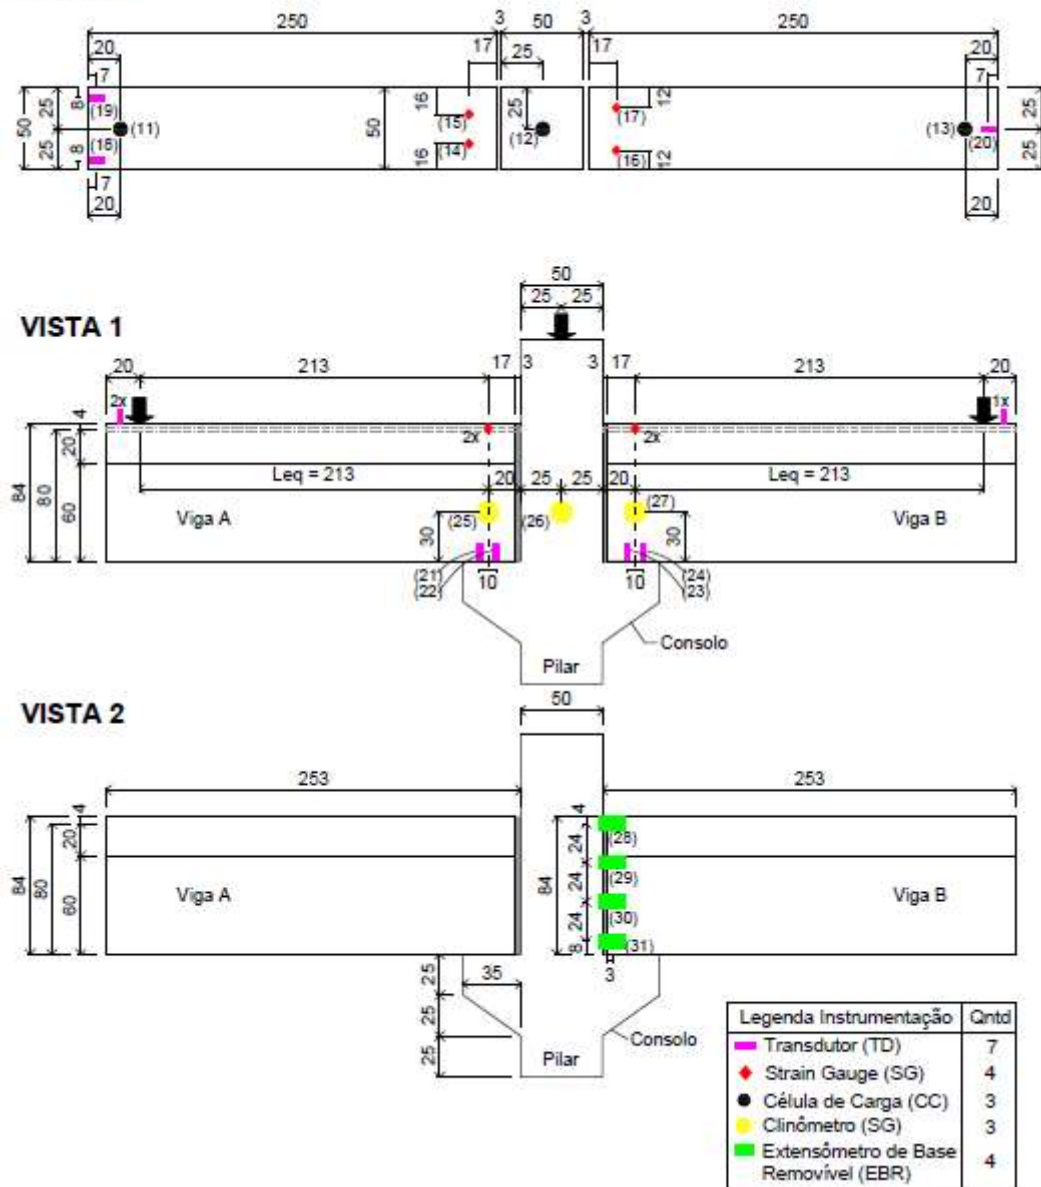 250 3 50 3 250
20 17 25 17 20
7 7
50 25 25 8 8 (19) (18) (11) 50 16 16 (15) (14) 25 (12) (17) (16) 12 12 (13) (20) 25 25 50
7
20 20
50
25 25
VISTA 1
20 213 17 3 3 17 213 20
2x 1x
4 2x 2x
84 80 20 60
Leq = 213 20 25 25 20 Leq = 213
Viga A (25) (26) (27) Viga B
30 30
(21) (24)
(22) 10 10 (23)
Consolo
Pilar
VISTA 2
50
253 253
4 4
84 80 20 60 84 24 24 24 8
(28)
(29)
Viga A Viga B
(30)
(31)
3
25 35
25
25
Consolo
Pilar
Legenda Instrumentação Qntd
Transdutor (TD) 7
Strain Gauge (SG) 4
Célula de Carga (CC) 3
Clinômetro (SG) 3
Extensômetro de Base
Removível (EBR) 4